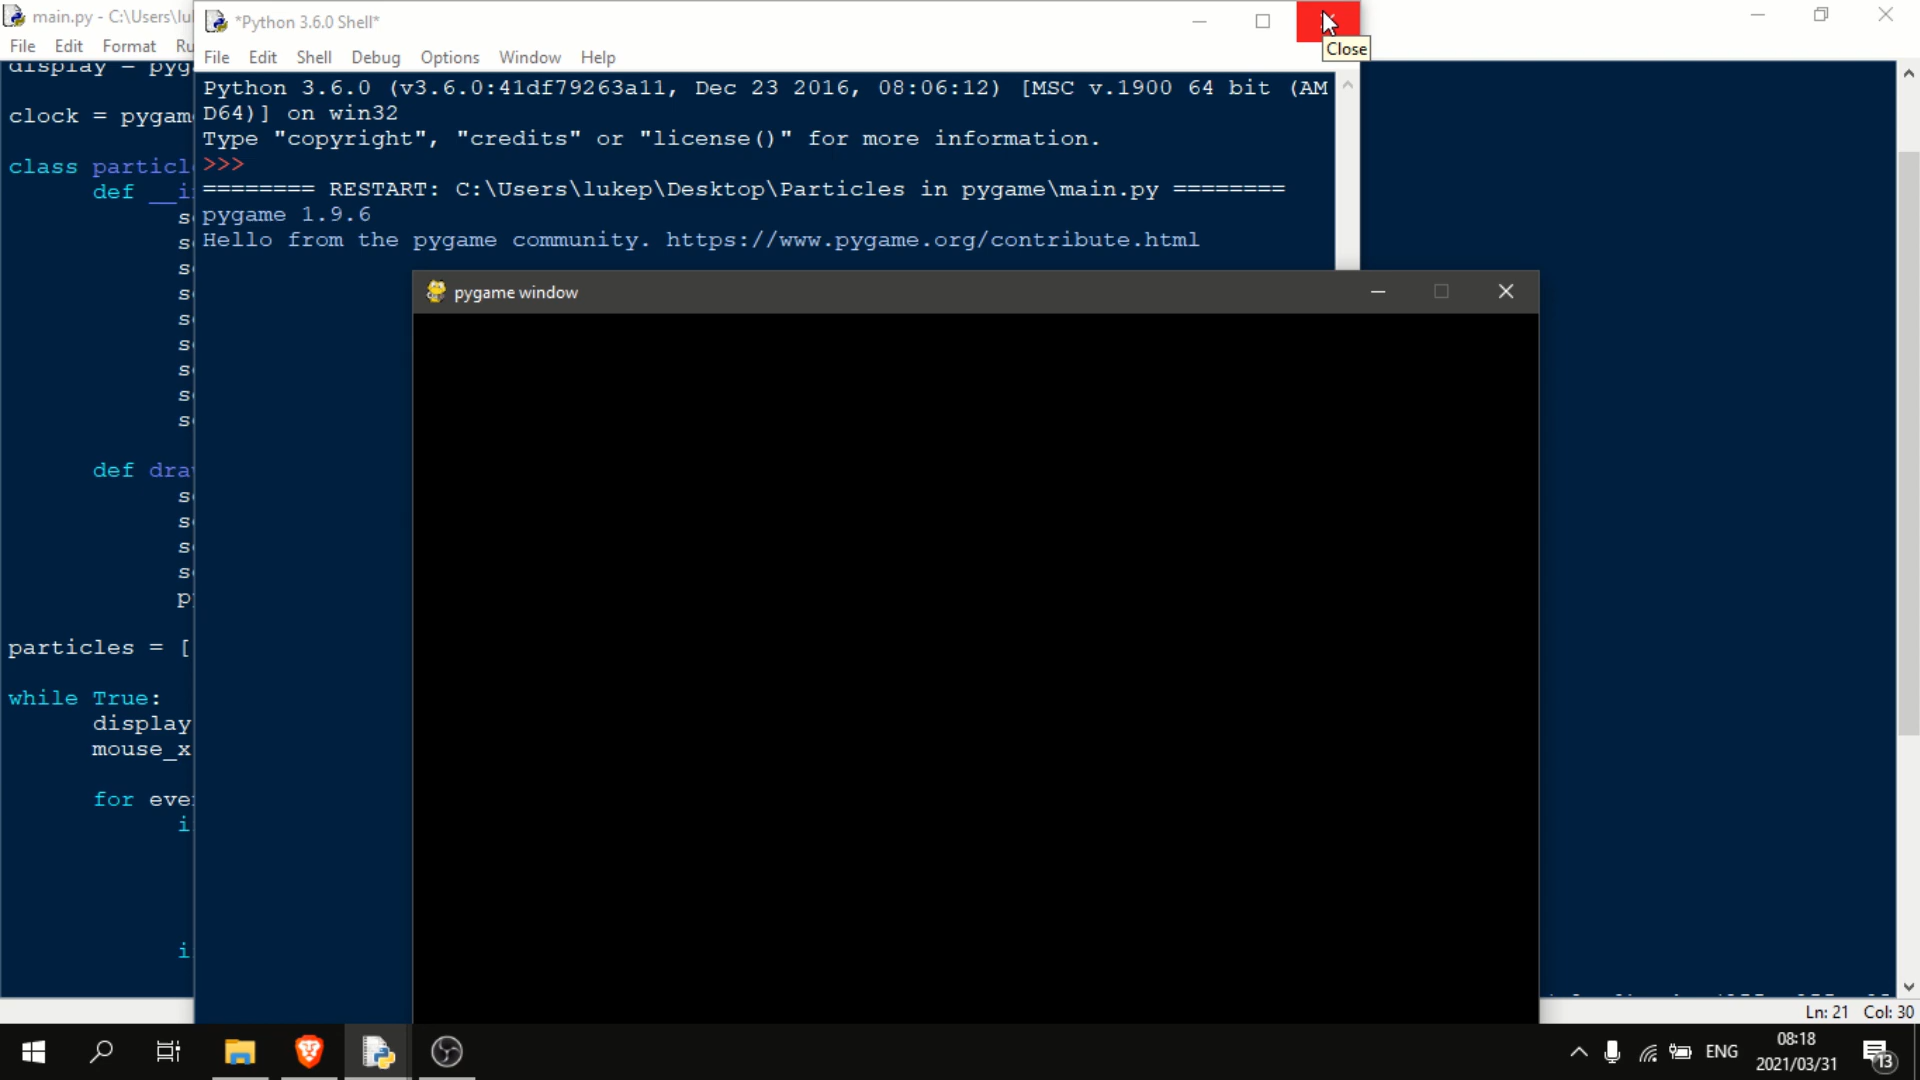 main.py - C:\Users\lu
File Edit Format Ru
display = pyg
clock = pygam
class particl
def __i
s
s
s
s
s
s
s
s
s
def dra
s
s
s
s
p
particles = [
while True:
display
mouse_x
for eve
i
i
*Python 3.6.0 Shell*
Close
File Edit Shell Debug Options Window Help
Python 3.6.0 (v3.6.0:41df79263a11, Dec 23 2016, 08:06:12) [MSC v.1900 64 bit (AM
D64)] on win32
Type "copyright", "credits" or "license()" for more information.
>>>
======== RESTART: C:\Users\lukep\Desktop\Particles in pygame\main.py ========
pygame 1.9.6
Hello from the pygame community. https://www.pygame.org/contribute.html
pygame window
Ln: 21 Col: 30
ENG
08:18
2021/03/31
13